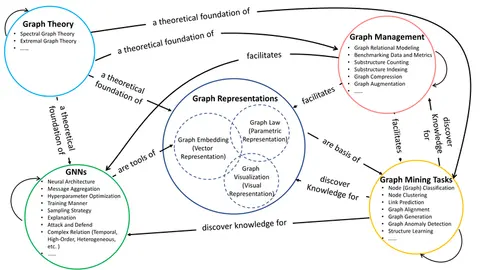 Graph Theory
• Spectral Graph Theory
• Extremal Graph Theory
• ......
a theoretical foundation of
a theoretical foundation of
facilitates
Graph Management
• Graph Relational Modeling
• Benchmarking Data and Metrics
• Substructure Counting
• Substructure Indexing
• Graph Compression
• Graph Augmentation
• ......
a theoretical
foundation of
a theoretical
foundation of
facilitates
Graph Representations
Graph Law
(Parametric
Representation)
Graph Embedding
(Vector
Representation)
Graph
Visualization
(Visual
Representation)
are tools of
are basis of
facilitates
discover
Knowledge
for
GNNs
• Neural Architecture
• Message Aggregation
• Hyperparameter Optimization
• Training Manner
• Sampling Strategy
• Explanation
• Attack and Defend
• Complex Relation (Temporal,
High-Order, Heterogeneous,
etc. )
• ......
discover
Knowledge for
discover knowledge for
Graph Mining Tasks
• Node (Graph) Classification
• Node Clustering
• Link Prediction
• Graph Alignment
• Graph Generation
• Graph Anomaly Detection
• Structure Learning
• ......